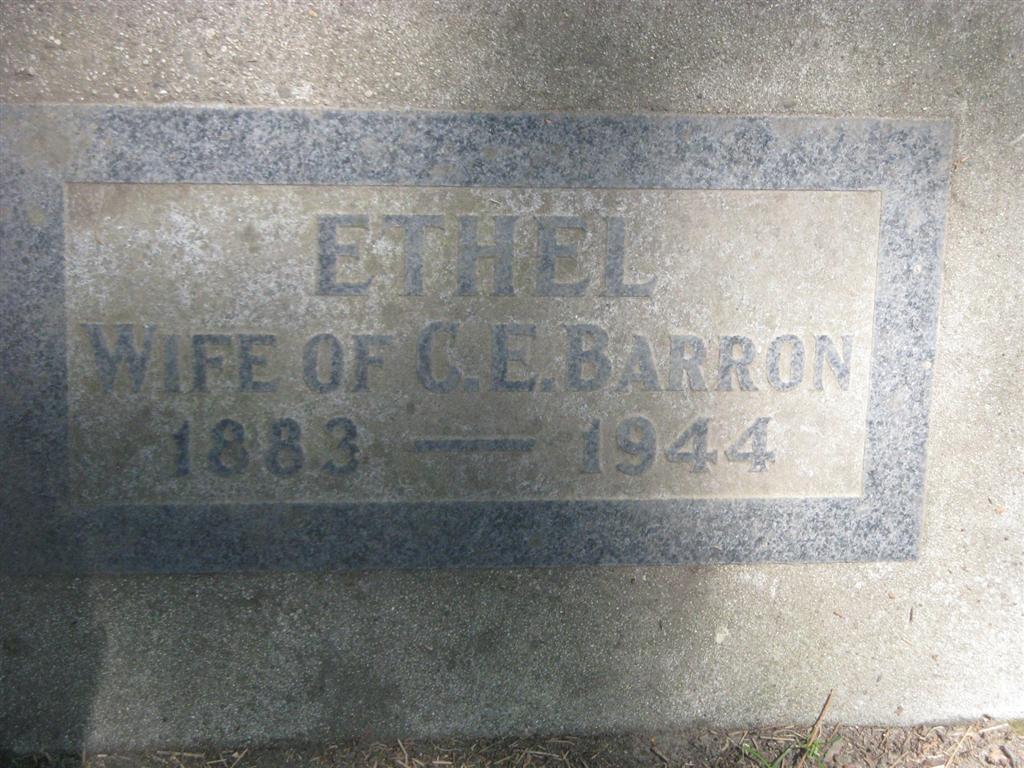 ETHEL
WIFE OF C.E. BARRON
1883 — 1944